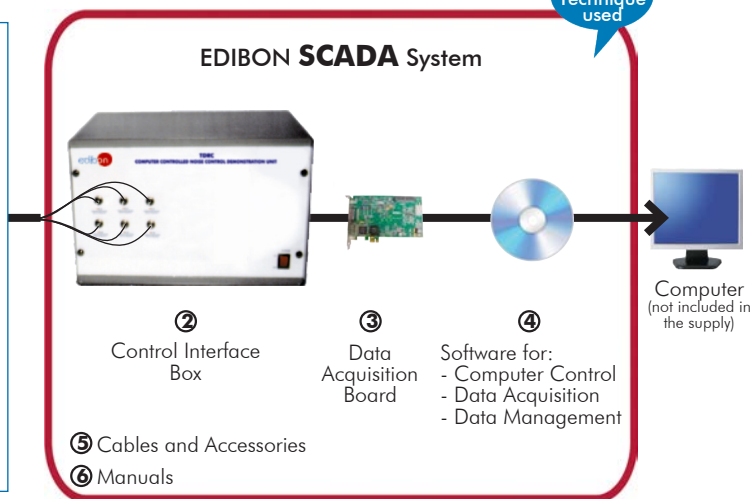 Technique
used
EDIBON SCADA System
edibon
TDRC
COMPUTER CONTROLLED NOISE CONTROL DEMONSTRATION UNIT
2
Control Interface
Box
3
Data
Acquisition
Board
4
Software for:
- Computer Control
- Data Acquisition
- Data Management
Computer
(not included in
the supply)
5 Cables and Accessories
6 Manuals